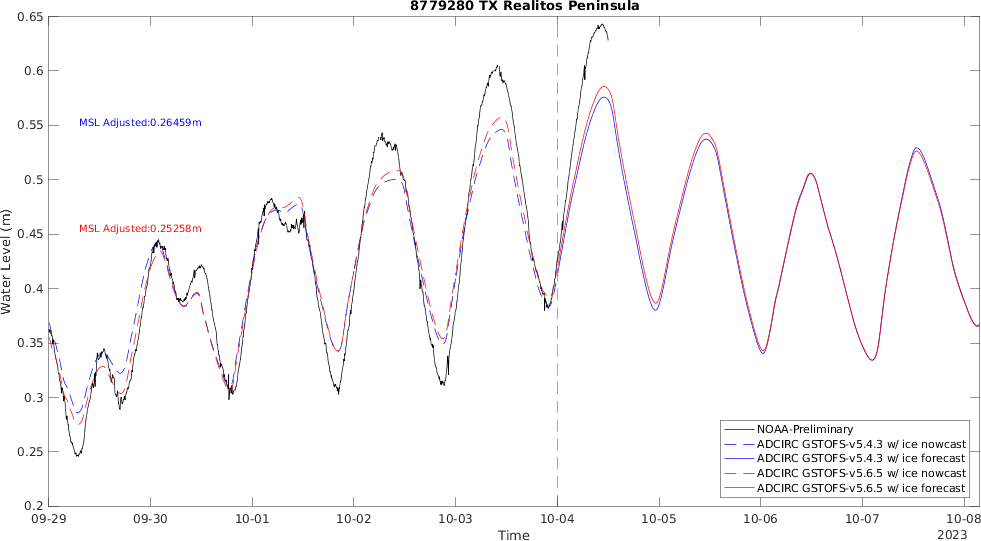 8779280 TX Realitos Peninsula
0.65
0.6
0.55
0.5
0.45
0.4
0.35
0.3
0.25
0.2
Water Level (m)
MSL Adjusted:0.26459m
MSL Adjusted:0.25258m
NOAA-Preliminary
ADCIRC GSTOFS-v5.4.3 w/ ice nowcast
ADCIRC GSTOFS-v5.4.3 w/ ice forecast
ADCIRC GSTOFS-v5.6.5 w/ ice nowcast
ADCIRC GSTOFS-v5.6.5 w/ ice forecast
09-29 09-30 10-01 10-02 10-03 10-04 10-05 10-06 10-07 10-08
Time
2023